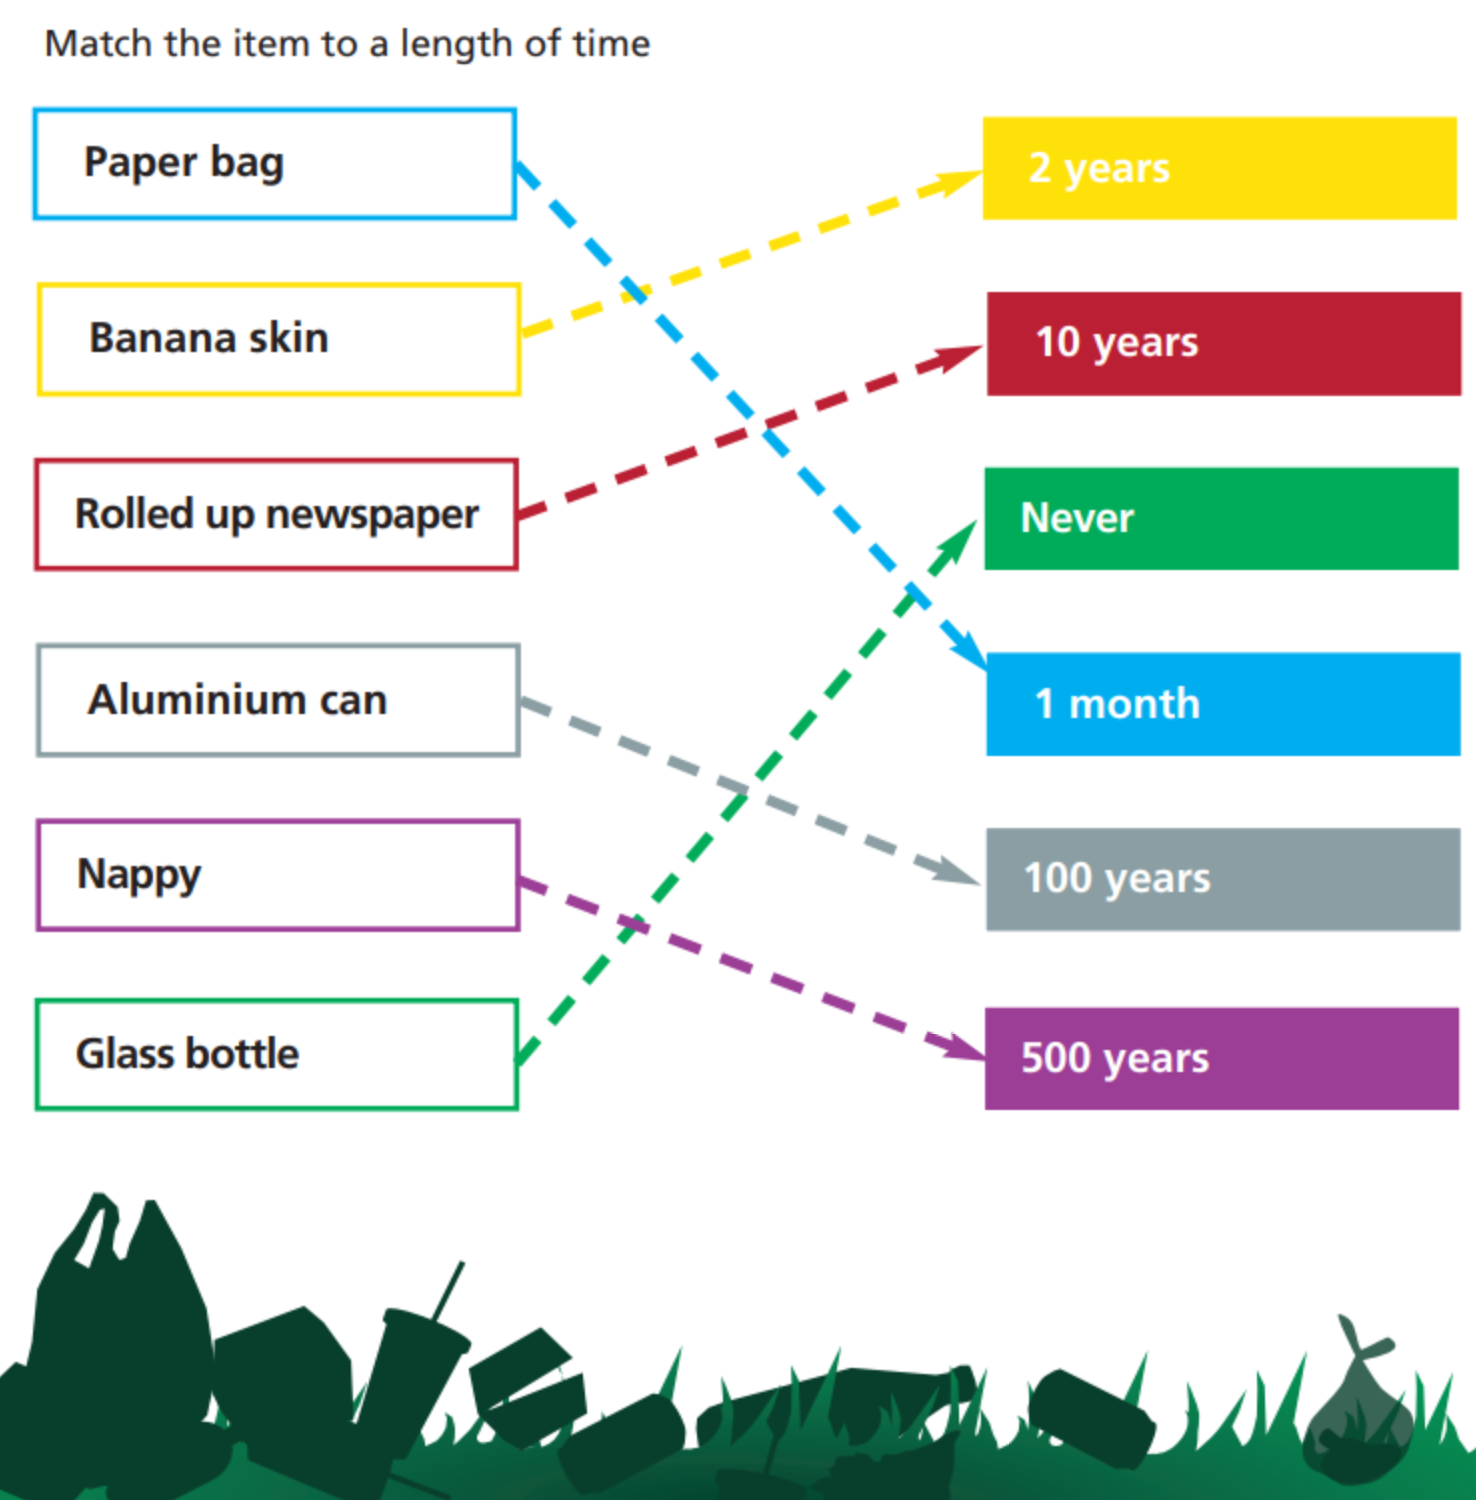 Match the item to a length of time
Paper bag
2 years
Banana skin
10 years
Rolled up newspaper
Never
Aluminium can
1 month
Nappy
100 years
Glass bottle
500 years